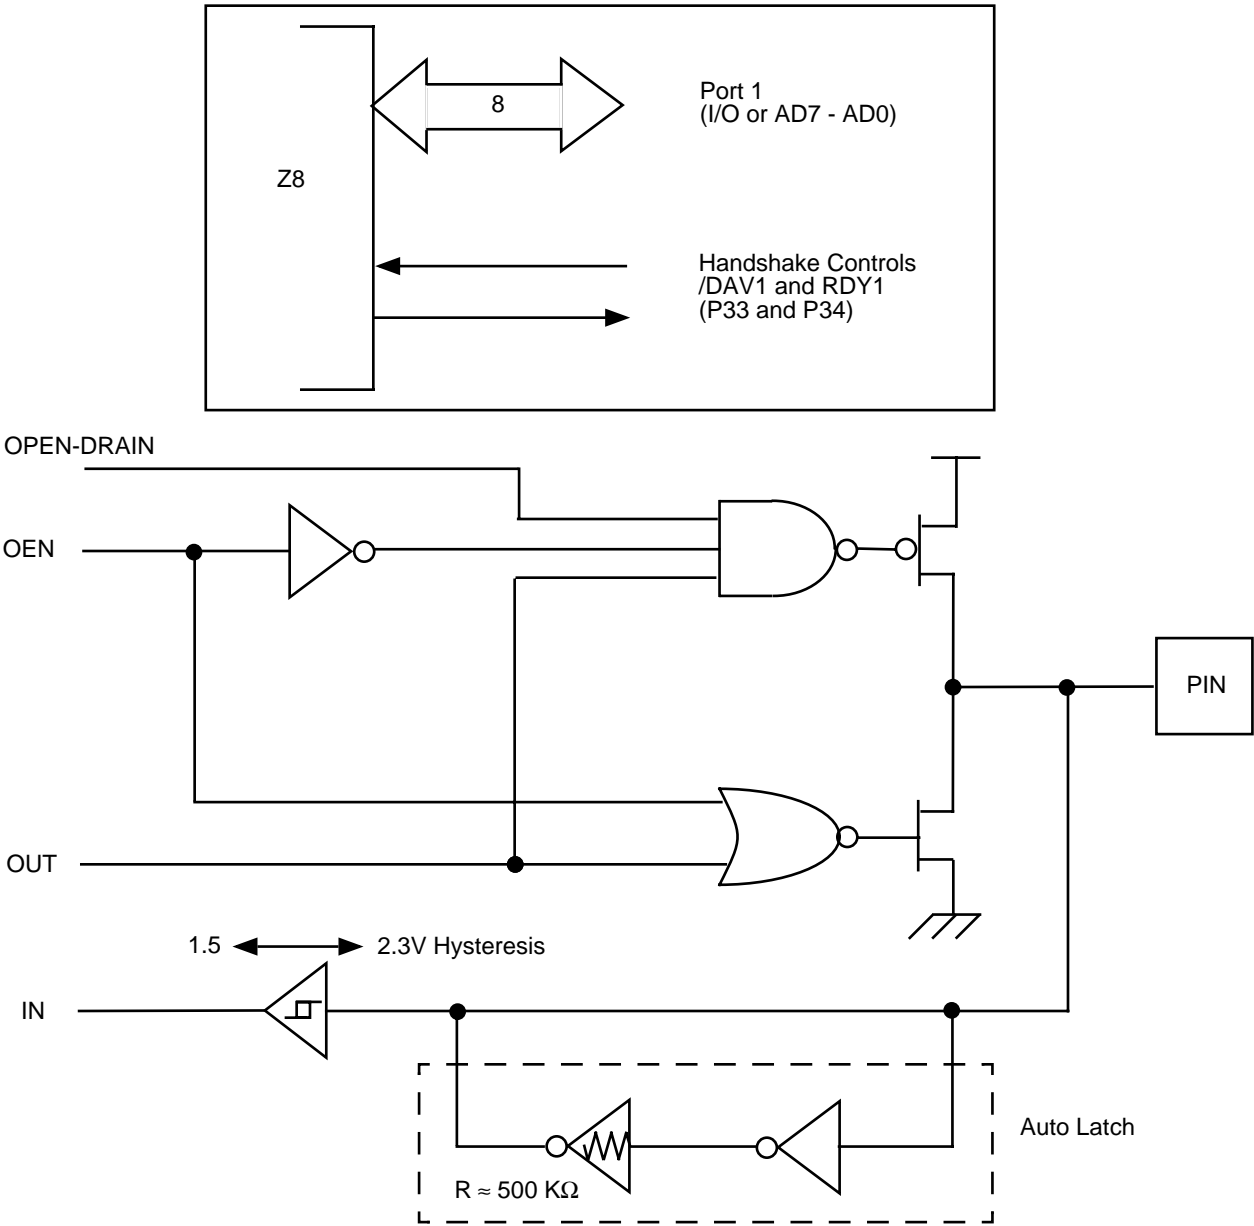 Port 1
(I/O or AD7 - AD0)
8
Z8
Handshake Controls
/DAV1 and RDY1
(P33 and P34)
OPEN-DRAIN
OEN
PIN
OUT
1.5
2.3V Hysteresis
IN
Auto Latch
R ≈ 500 KΩ